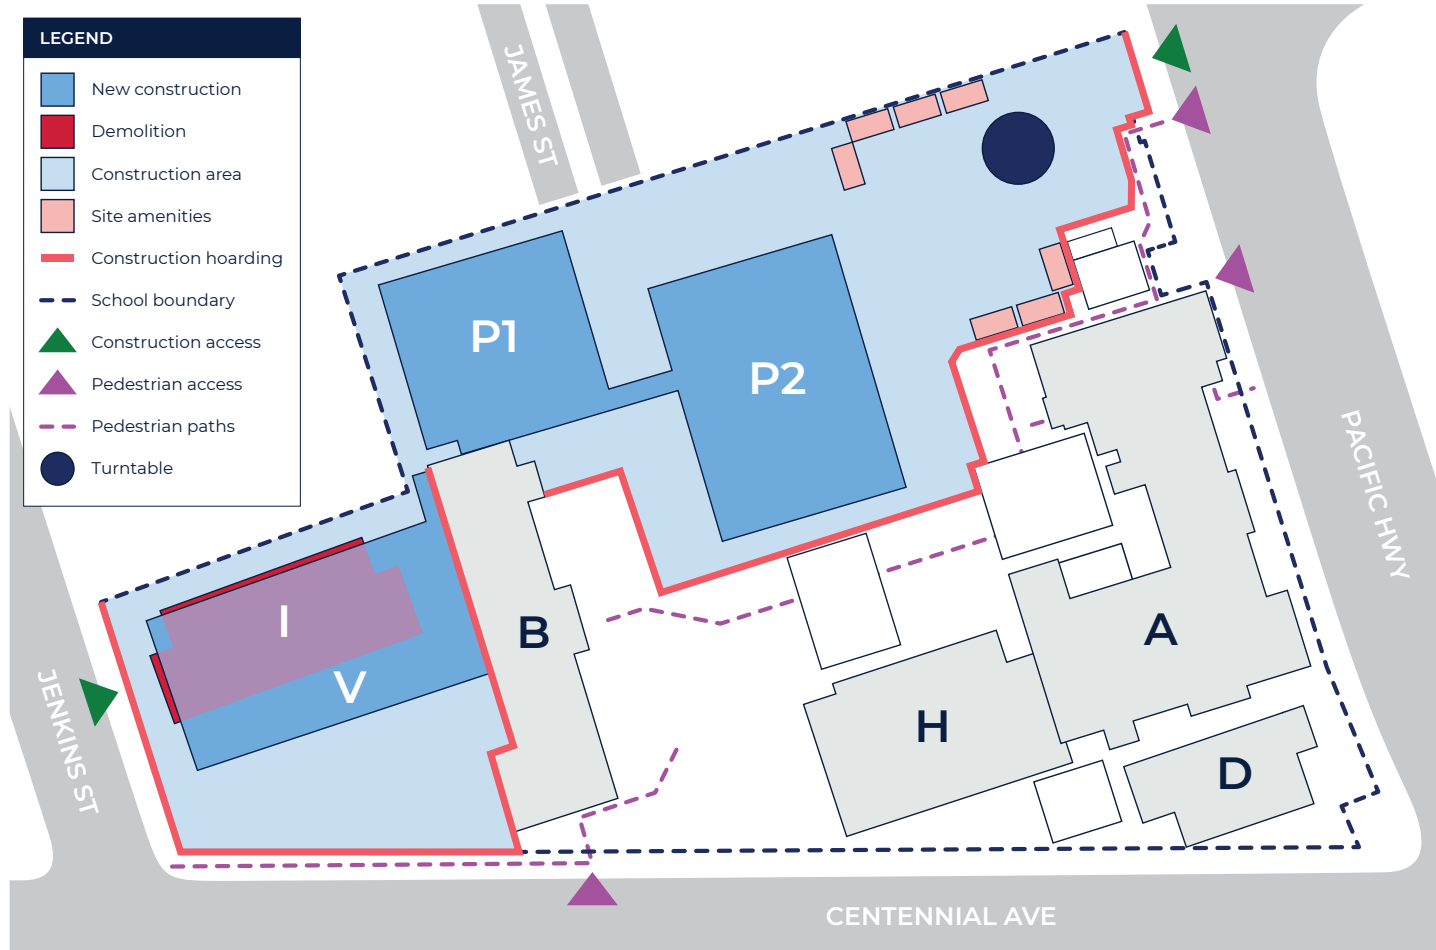 LEGEND
New construction
Demolition
Construction area
Site amenities
Construction hoarding
School boundary
Construction access
Pedestrian access
Pedestrian paths
Turntable
JAMES ST
P1
P2
PACIFIC HWY
I
V
B
A
H
D
JENKINS ST
CENTENNIAL AVE